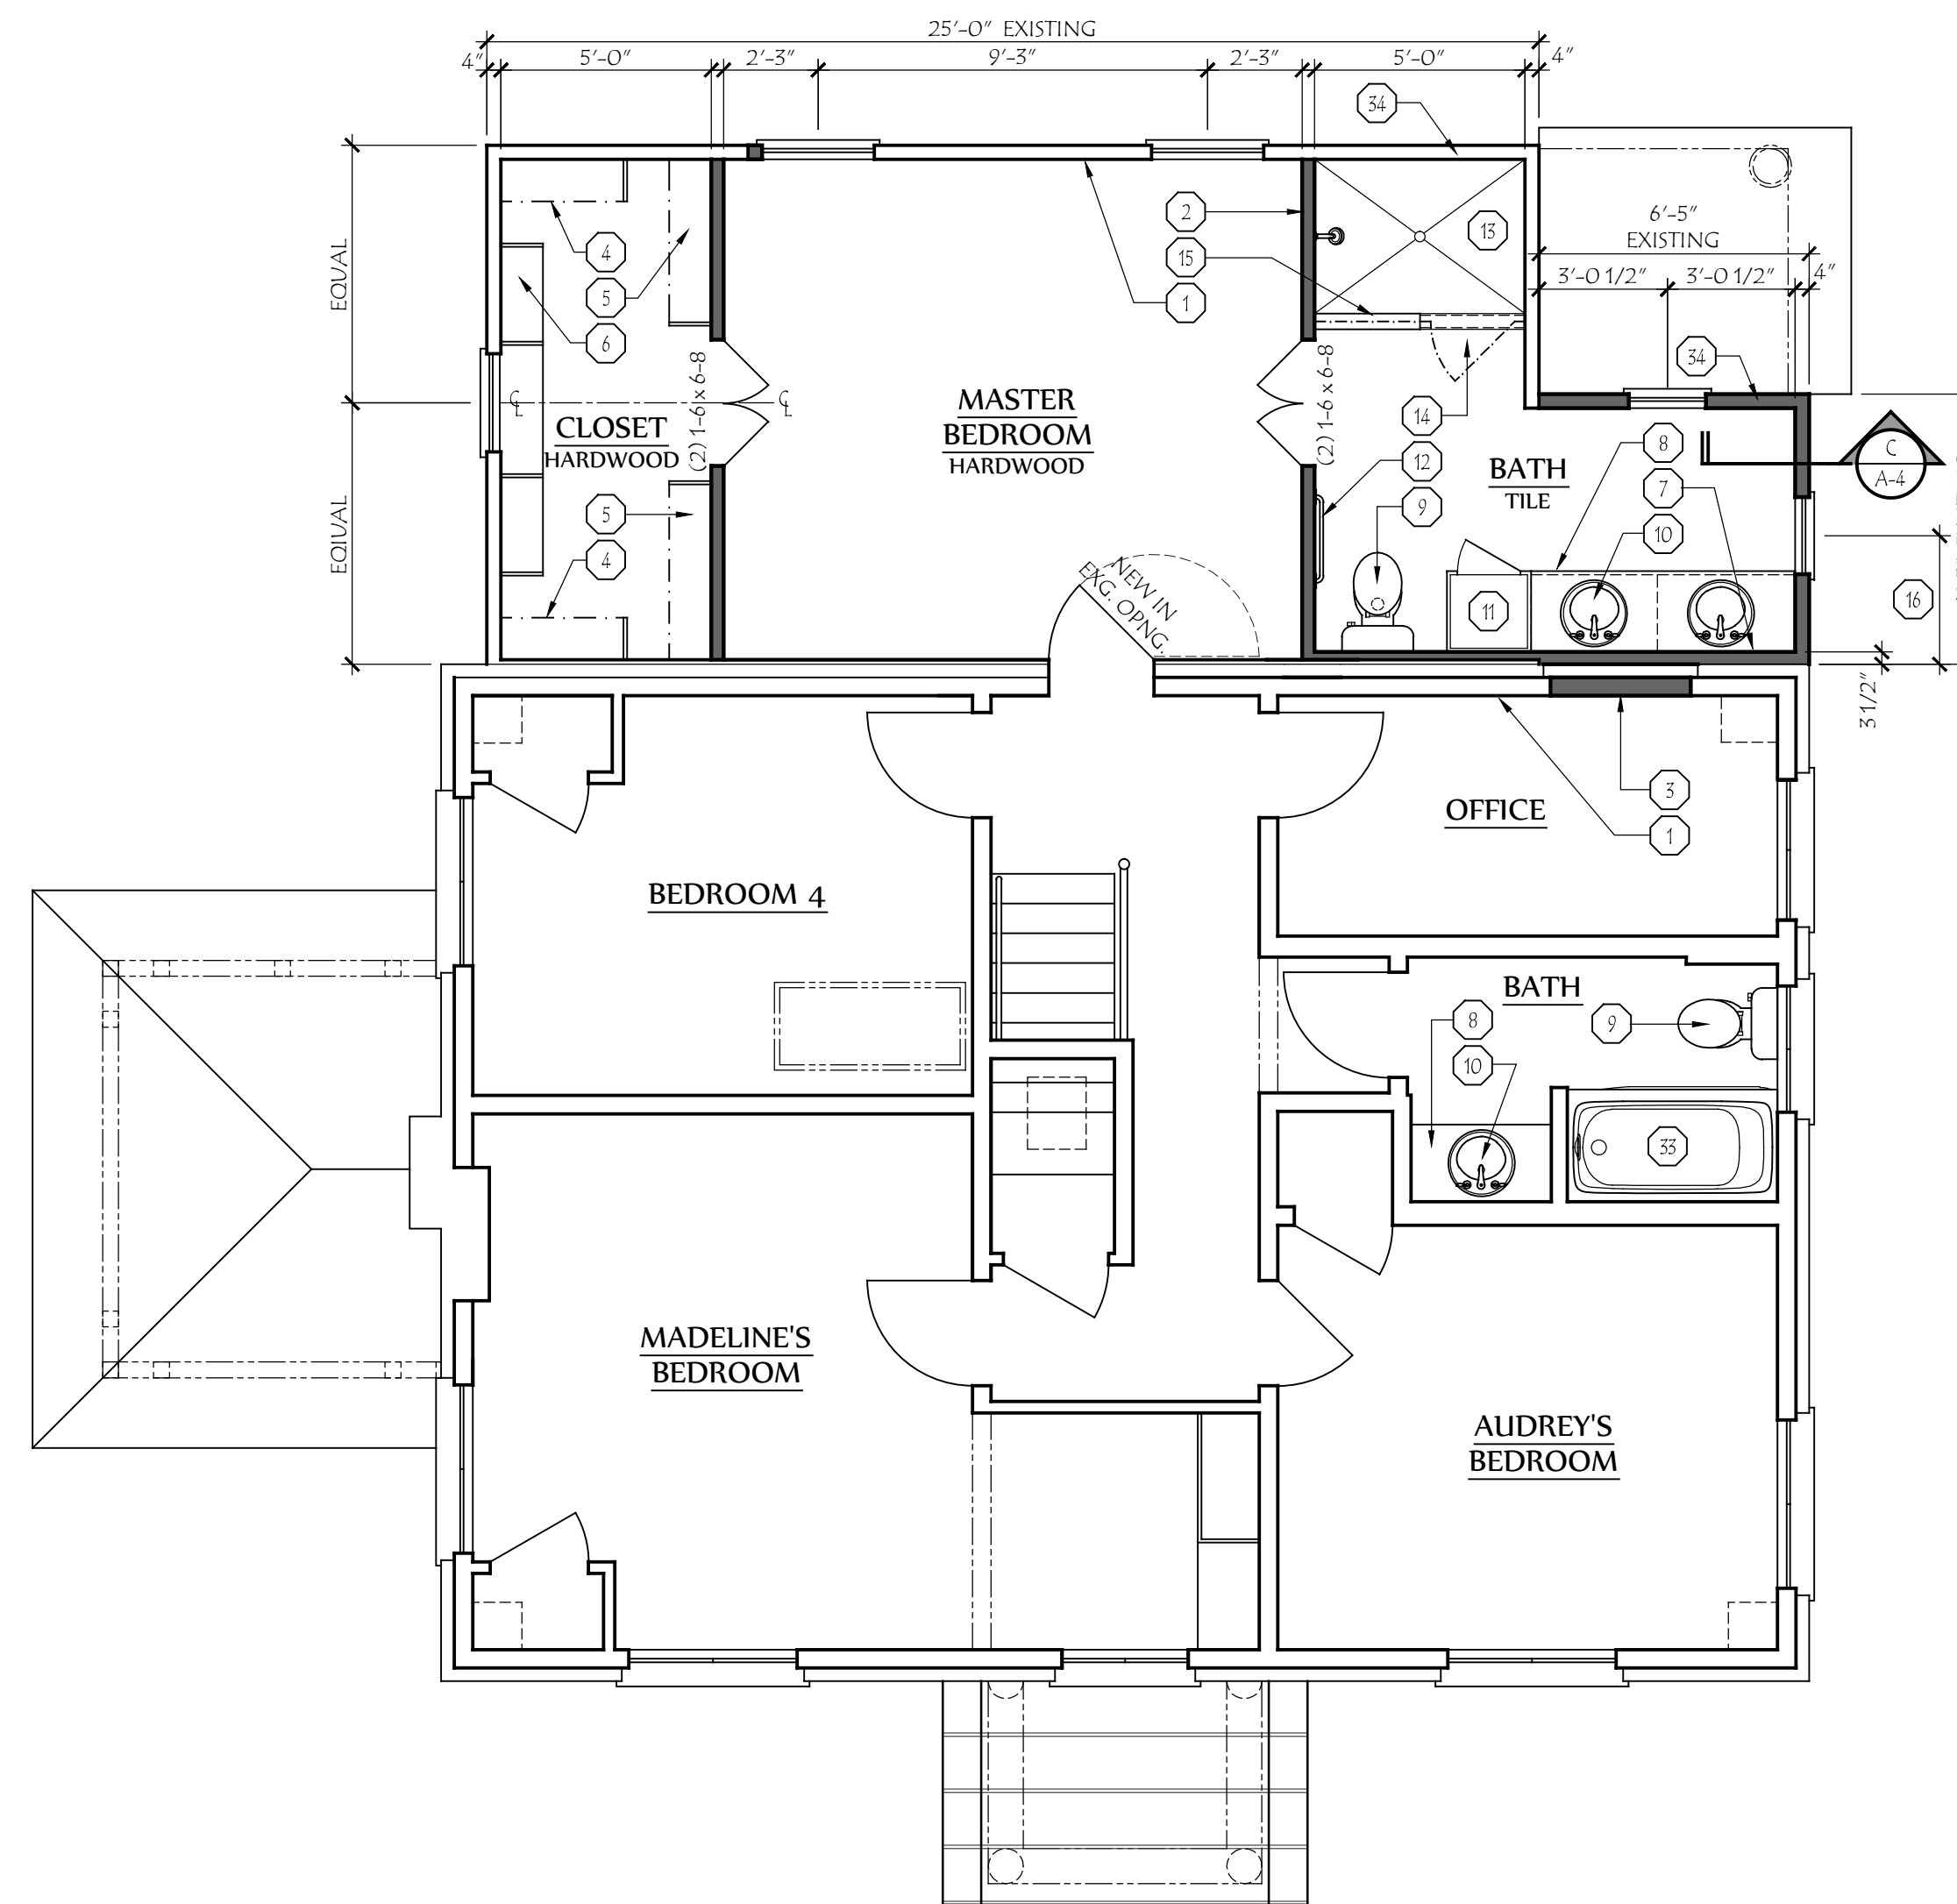 25'-0" EXISTING
4" 5'-0" 2'-3" 9'-3" 2'-3" 5'-0" 4"
34
EQUAL
4
5
6
2
15
1
13
6'-5"
EXISTING
3'-0 1/2" 3'-0 1/2" 4"
34
(2) 1-6 x 6-8
CL
CL
CLOSET
HARDWOOD
MASTER
BEDROOM
HARDWOOD
(2) 1-6 x 6-8
14
12
9
BATH
TILE
8
7
10
C
A-4
EQIUAL
5
4
NEW IN
EXG. OPNG.
11
16
3 1/2"
OFFICE
3
1
BEDROOM 4
BATH
8
10
9
33
MADELINE'S
BEDROOM
AUDREY'S
BEDROOM